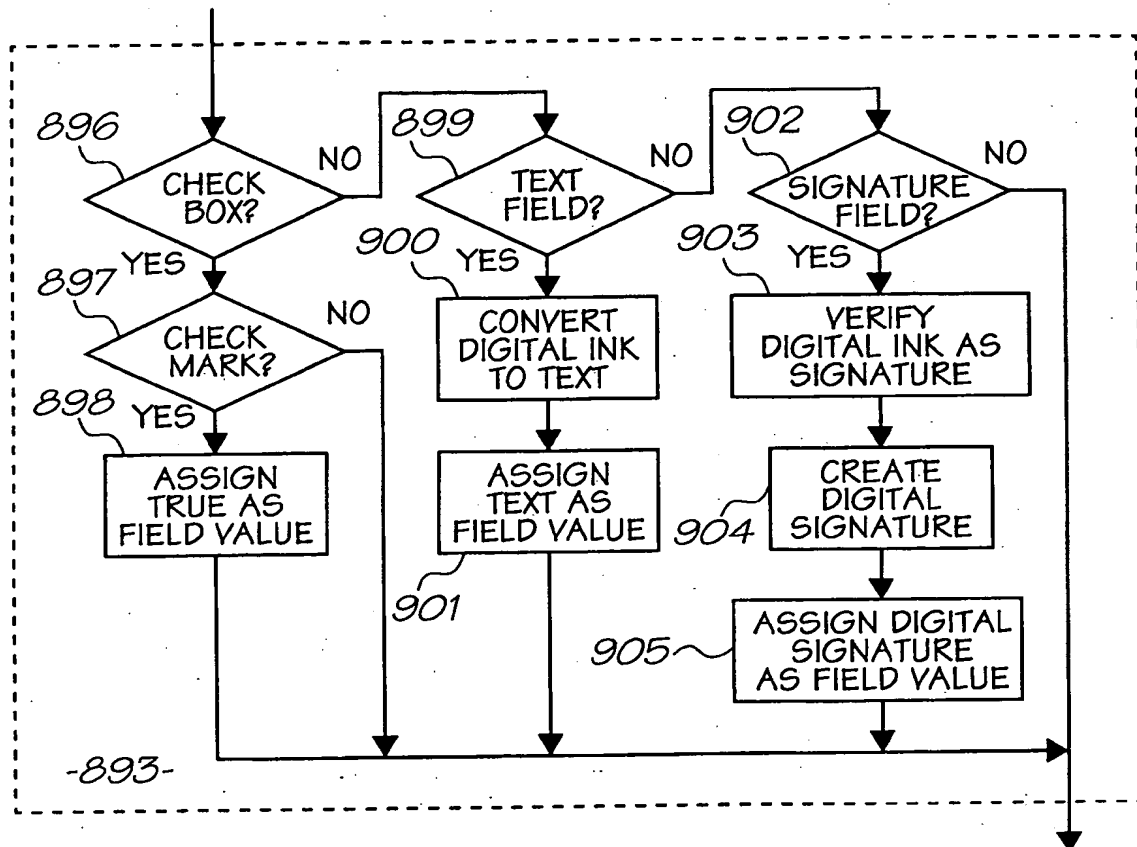 896
CHECK
BOX?
NO
YES
897
CHECK
MARK?
NO
YES
898
ASSIGN
TRUE AS
FIELD VALUE
899
TEXT
FIELD?
NO
YES
900
CONVERT
DIGITAL INK
TO TEXT
ASSIGN
TEXT AS
FIELD VALUE
901
902
SIGNATURE
FIELD?
NO
YES
903
VERIFY
DIGITAL INK AS
SIGNATURE
CREATE
DIGITAL
SIGNATURE
904
ASSIGN DIGITAL
SIGNATURE
AS FIELD VALUE
905
-893-